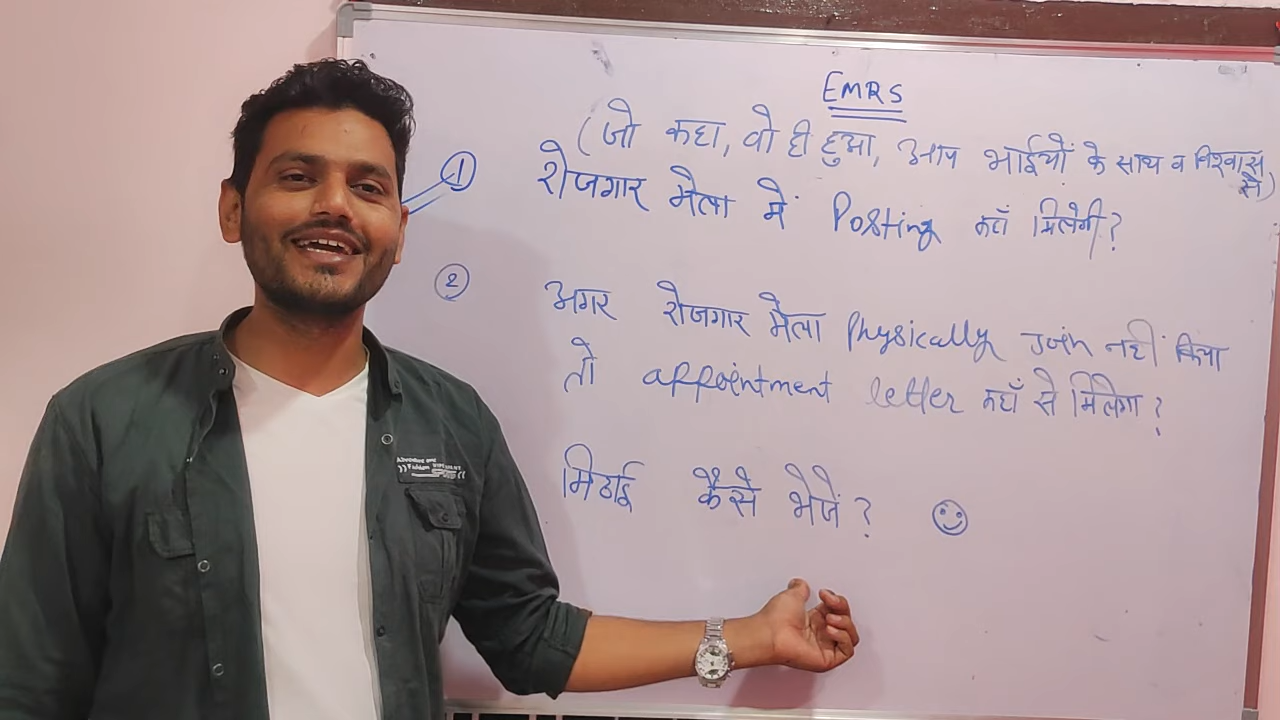 EMRS
(जो कहा, वो ही हुआ, आप भाईयों के साथ व विश्वास से)
① रोजगार मेला में Posting कहाँ मिलेगी?
② अगर रोजगार मेला Physically Join नहीं किया
तो appointment letter कहाँ से मिलेगा?
मिठाई कैसे भेजें? ☺